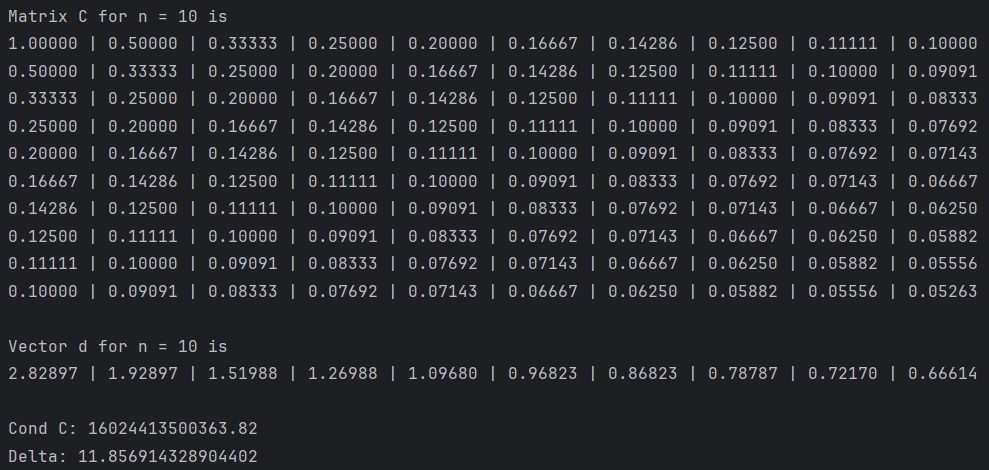 Matrix C for n = 10 is
1.00000 | 0.50000 | 0.33333 | 0.25000 | 0.20000 | 0.16667 | 0.14286 | 0.12500 | 0.11111 | 0.10000
0.50000 | 0.33333 | 0.25000 | 0.20000 | 0.16667 | 0.14286 | 0.12500 | 0.11111 | 0.10000 | 0.09091
0.33333 | 0.25000 | 0.20000 | 0.16667 | 0.14286 | 0.12500 | 0.11111 | 0.10000 | 0.09091 | 0.08333
0.25000 | 0.20000 | 0.16667 | 0.14286 | 0.12500 | 0.11111 | 0.10000 | 0.09091 | 0.08333 | 0.07692
0.20000 | 0.16667 | 0.14286 | 0.12500 | 0.11111 | 0.10000 | 0.09091 | 0.08333 | 0.07692 | 0.07143
0.16667 | 0.14286 | 0.12500 | 0.11111 | 0.10000 | 0.09091 | 0.08333 | 0.07692 | 0.07143 | 0.06667
0.14286 | 0.12500 | 0.11111 | 0.10000 | 0.09091 | 0.08333 | 0.07692 | 0.07143 | 0.06667 | 0.06250
0.12500 | 0.11111 | 0.10000 | 0.09091 | 0.08333 | 0.07692 | 0.07143 | 0.06667 | 0.06250 | 0.05882
0.11111 | 0.10000 | 0.09091 | 0.08333 | 0.07692 | 0.07143 | 0.06667 | 0.06250 | 0.05882 | 0.05556
0.10000 | 0.09091 | 0.08333 | 0.07692 | 0.07143 | 0.06667 | 0.06250 | 0.05882 | 0.05556 | 0.05263
Vector d for n = 10 is
2.82897 | 1.92897 | 1.51988 | 1.26988 | 1.09680 | 0.96823 | 0.86823 | 0.78787 | 0.72170 | 0.66614
Cond C: 16024413500363.82
Delta: 11.856914328904402